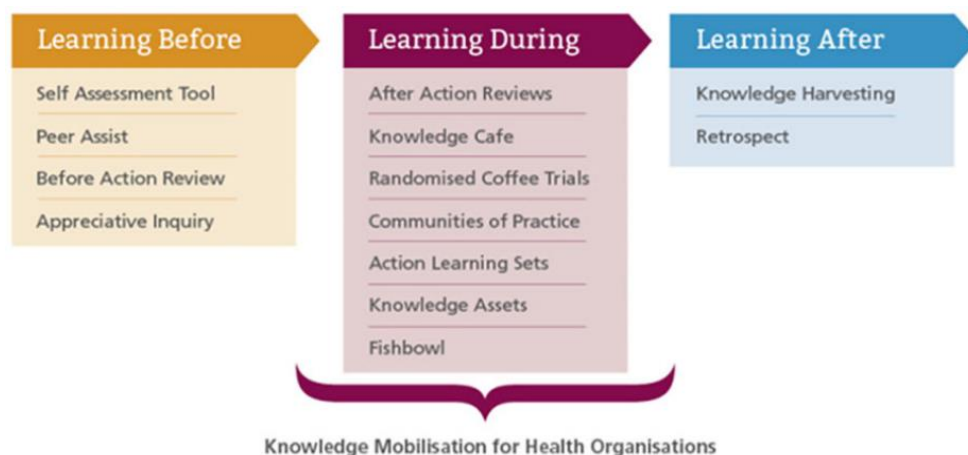 Learning Before
Self Assessment Tool
Peer Assist
Before Action Review
Appreciative Inquiry
Learning During
After Action Reviews
Knowledge Cafe
Randomised Coffee Trials
Communities of Practice
Action Learning Sets
Knowledge Assets
Fishbowl
Learning After
Knowledge Harvesting
Retrospect
Knowledge Mobilisation for Health Organisations